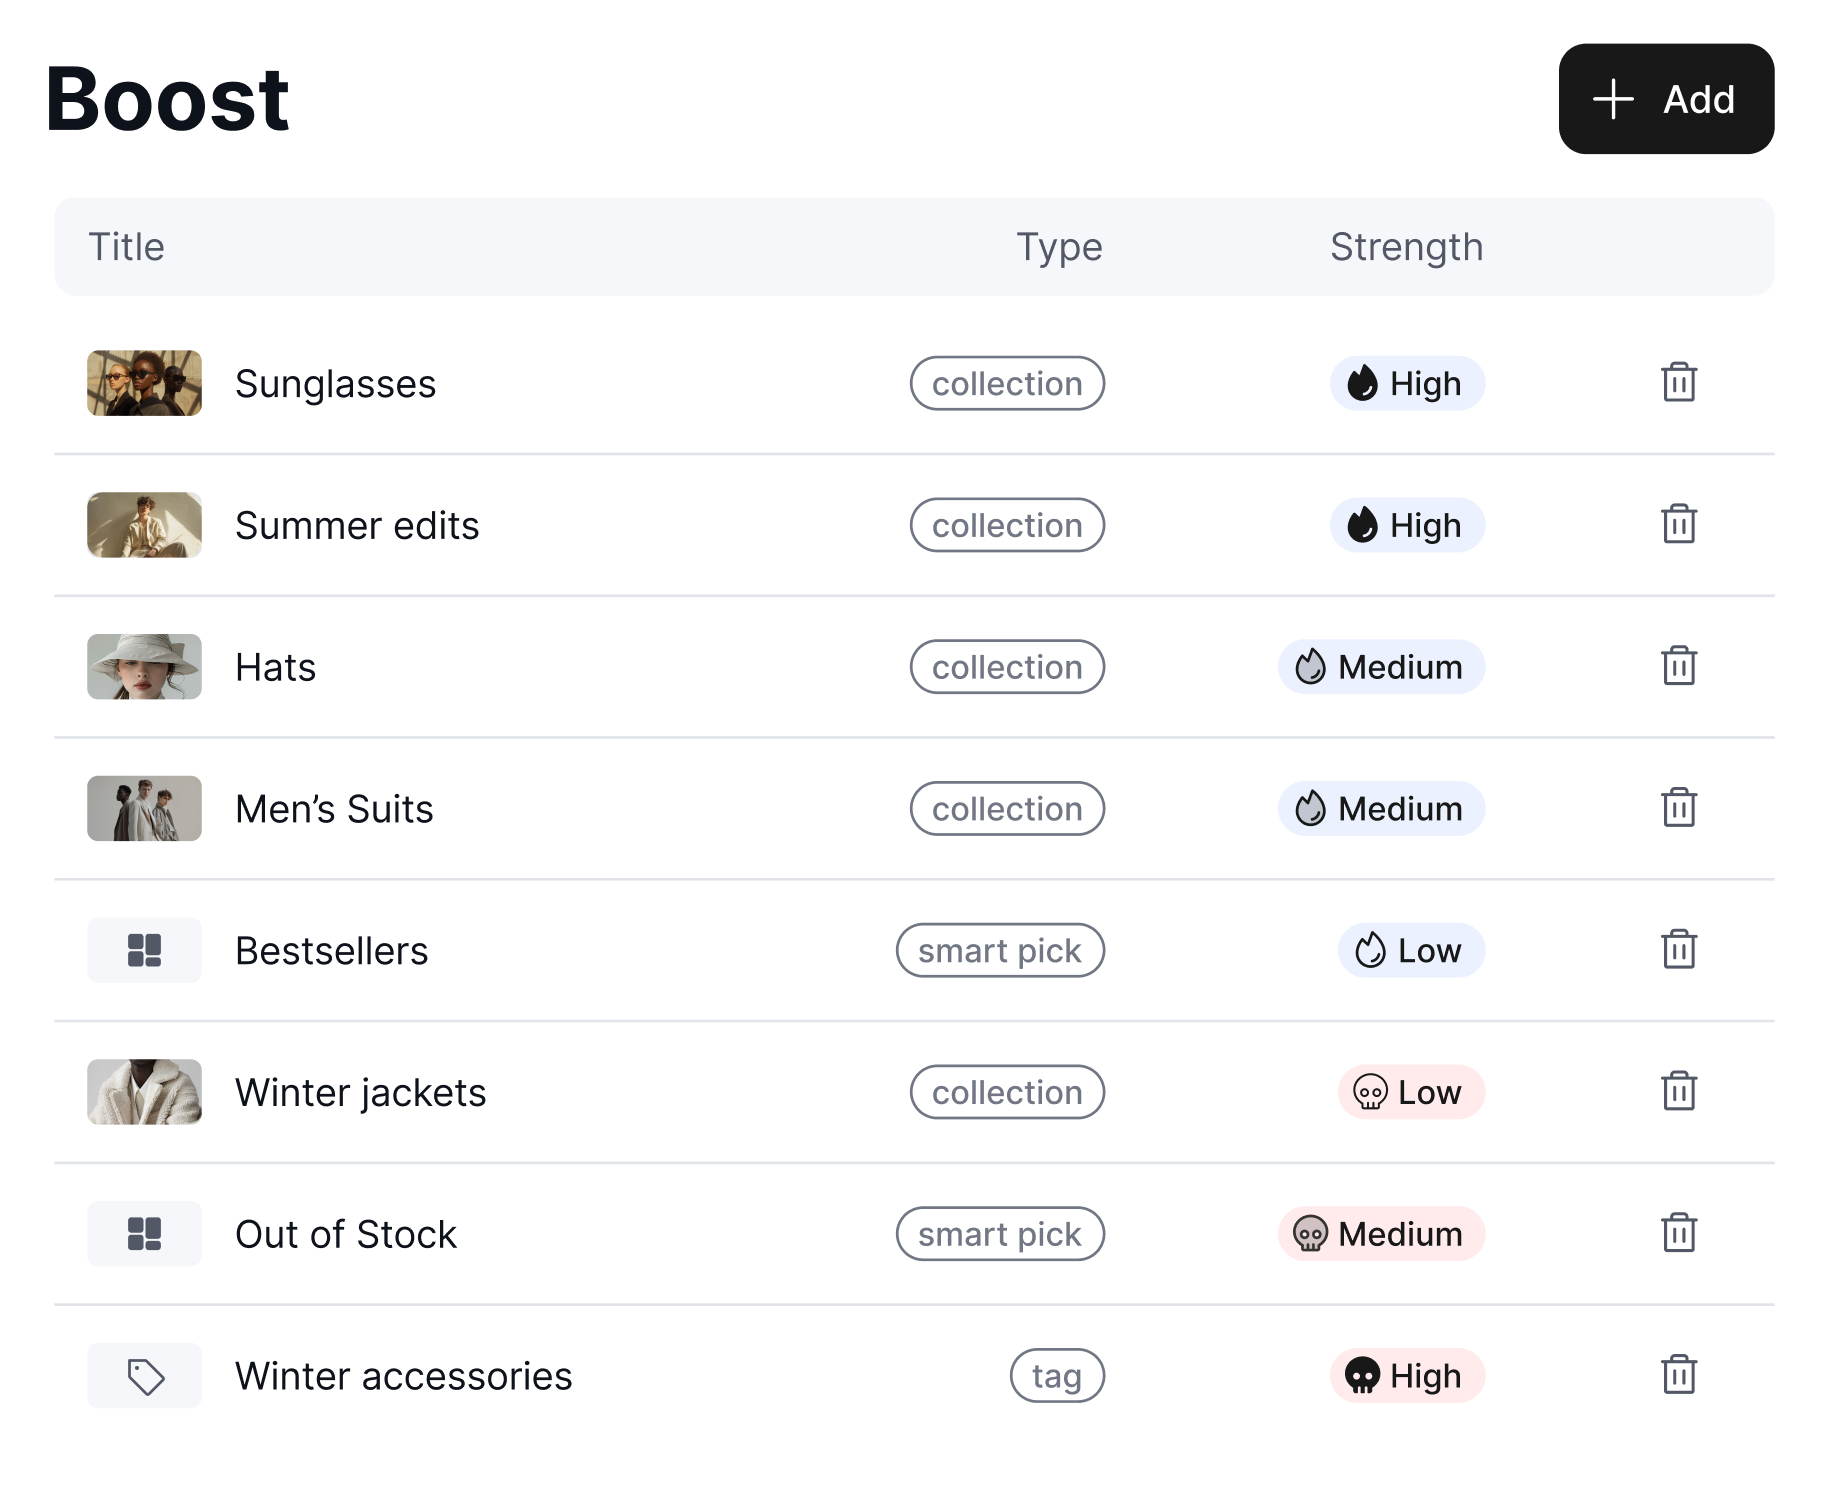 Boost
Add
Title Type Strength
Sunglasses collection High
Summer edits collection High
Hats collection Medium
Men’s Suits collection Medium
Bestsellers smart pick Low
Winter jackets collection Low
Out of Stock smart pick Medium
Winter accessories tag High